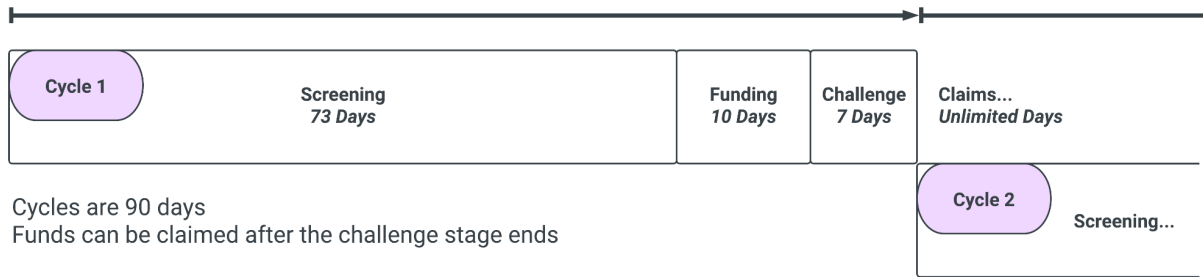 Cycle 1
Screening
73 Days
Funding
10 Days
Challenge
7 Days
Claims...
Unlimited Days
Cycle 2
Screening...
Cycles are 90 days
Funds can be claimed after the challenge stage ends